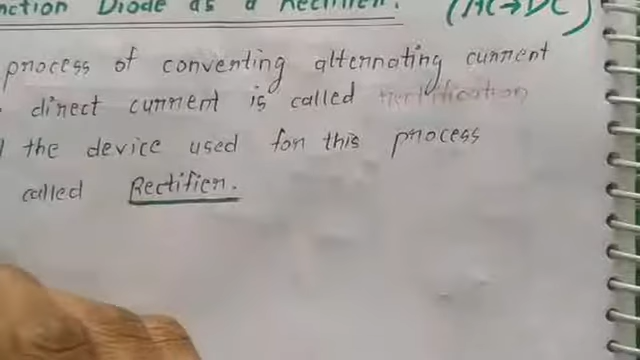 nction Diode as a Rectifier. (AC→DC)
process of converting alternating current
direct current is called rectification
the device used for this process
called Rectifier.